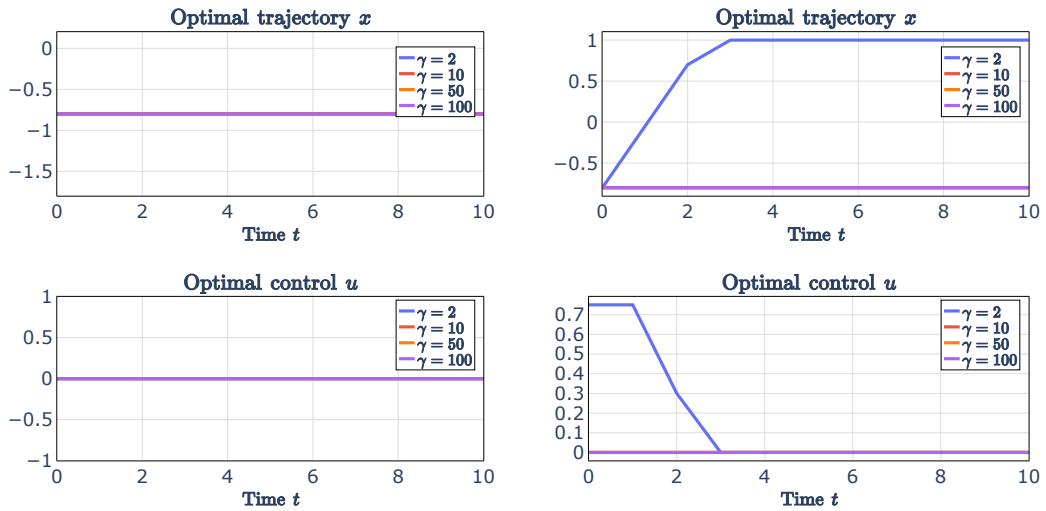 Optimal trajectory x
0
−0.5
−1
−1.5
γ = 2
γ = 10
γ = 50
γ = 100
0 2 4 6 8 10
Time t
Optimal trajectory x
1
0.5
0
−0.5
γ = 2
γ = 10
γ = 50
γ = 100
0 2 4 6 8 10
Time t
Optimal control u
1
0.5
0
−0.5
−1
γ = 2
γ = 10
γ = 50
γ = 100
0 2 4 6 8 10
Time t
Optimal control u
0.7
0.6
0.5
0.4
0.3
0.2
0.1
0
γ = 2
γ = 10
γ = 50
γ = 100
0 2 4 6 8 10
Time t